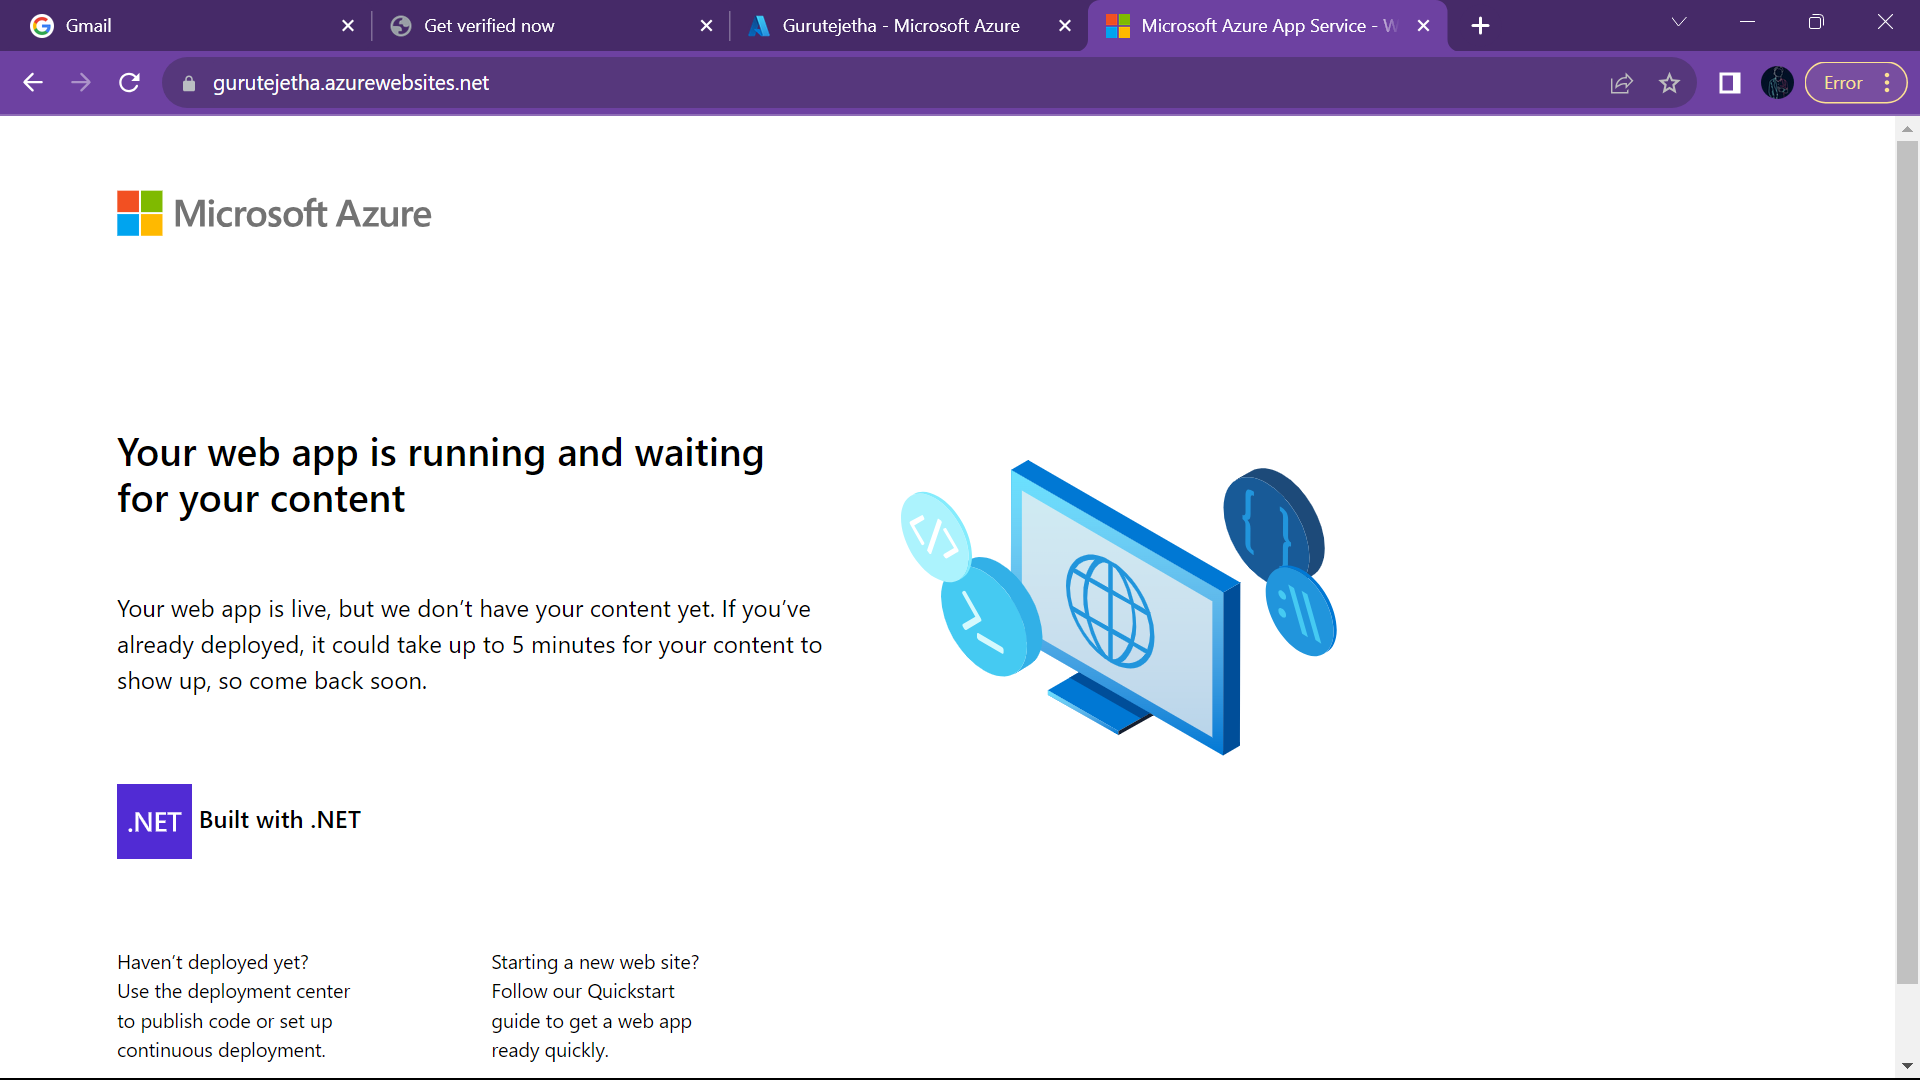 Gmail
Get verified now
Gurutejetha - Microsoft Azure
Microsoft Azure App Service - W
gurutejetha.azurewebsites.net
Error
Microsoft Azure
Your web app is running and waiting
for your content
Your web app is live, but we don’t have your content yet. If you’ve
already deployed, it could take up to 5 minutes for your content to
show up, so come back soon.
.NET Built with .NET
Haven’t deployed yet?
Use the deployment center
to publish code or set up
continuous deployment.
Starting a new web site?
Follow our Quickstart
guide to get a web app
ready quickly.